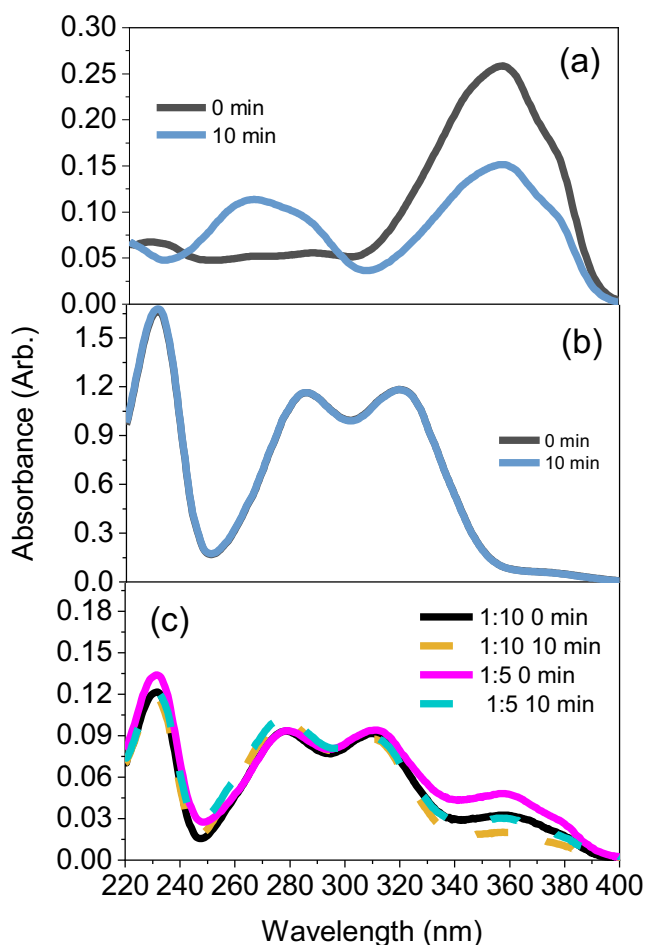 0.30
(a)
0.25
0 min
0.20
10 min
0.15
0.10
0.05
0.00
1.5
(b)
1.2
0.9
0 min
10 min
0.6
0.3
0.0
0.18
(c)
1:10 0 min
0.15
1:10 10 min
0.12
1:5 0 min
1:5 10 min
0.09
0.06
0.03
0.00
220 240 260 280 300 320 340 360 380 400
Wavelength (nm)
Absorbance (Arb.)